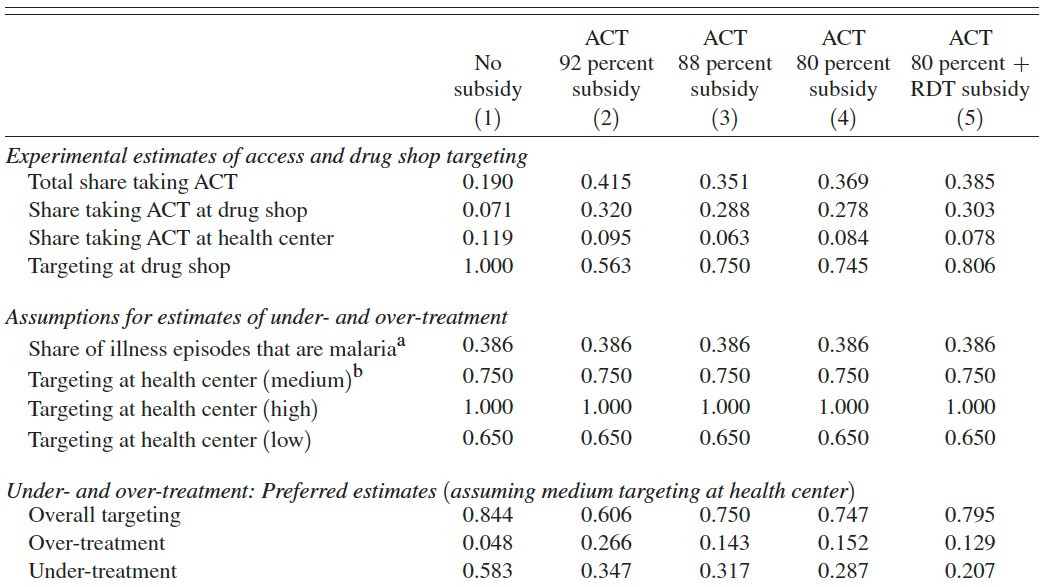 No subsidy (1) ACT 92 percent subsidy (2) ACT 88 percent subsidy (3) ACT 80 percent subsidy (4) ACT 80 percent + RDT subsidy (5)
Experimental estimates of access and drug shop targeting
Total share taking ACT 0.190 0.415 0.351 0.369 0.385
Share taking ACT at drug shop 0.071 0.320 0.288 0.278 0.303
Share taking ACT at health center 0.119 0.095 0.063 0.084 0.078
Targeting at drug shop 1.000 0.563 0.750 0.745 0.806
Assumptions for estimates of under- and over-treatment
Share of illness episodes that are malaria^a 0.386 0.386 0.386 0.386 0.386
Targeting at health center (medium)^b 0.750 0.750 0.750 0.750 0.750
Targeting at health center (high) 1.000 1.000 1.000 1.000 1.000
Targeting at health center (low) 0.650 0.650 0.650 0.650 0.650
Under- and over-treatment: Preferred estimates (assuming medium targeting at health center)
Overall targeting 0.844 0.606 0.750 0.747 0.795
Over-treatment 0.048 0.266 0.143 0.152 0.129
Under-treatment 0.583 0.347 0.317 0.287 0.207